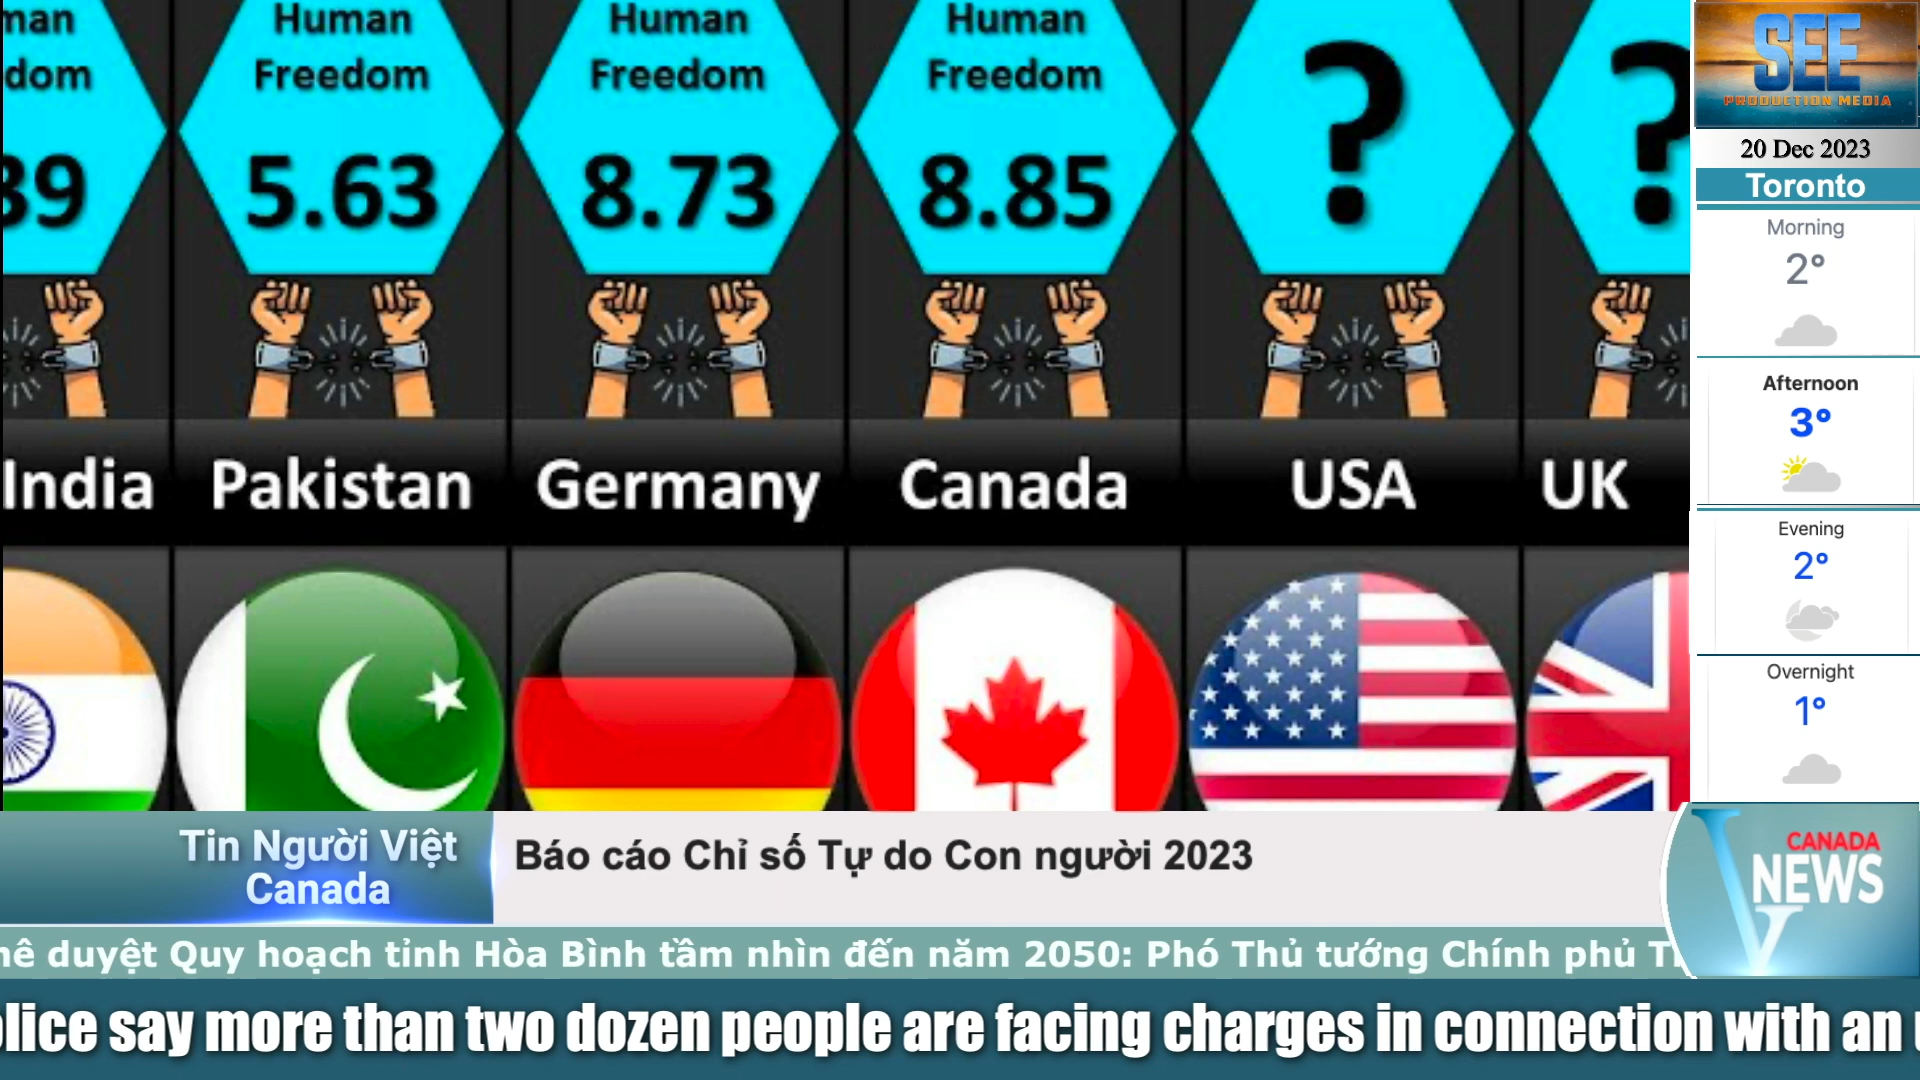 Human
Freedom
5.63
Human
Freedom
8.73
Human
Freedom
8.85
?
?
India
Pakistan
Germany
Canada
USA
UK
SEE
PRODUCTION MEDIA
20 Dec 2023
Toronto
Morning
2°
Afternoon
3°
Evening
2°
Overnight
1°
Tin Người Việt
Canada
Báo cáo Chỉ số Tự do Con người 2023
CANADA
V NEWS
duyệt Quy hoạch tỉnh Hòa Bình tầm nhìn đến năm 2050: Phó Thủ tướng Chính phủ
say more than two dozen people are facing charges in connection with an